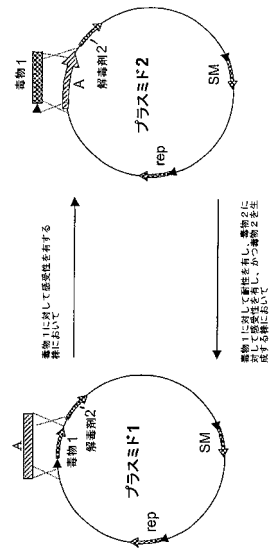 A
毒物1
解毒剤2
プラスミド1
rep
SM
毒物1に対して感受性を有する
株において
毒物1に対して耐性を有し、毒物2に
対して感受性を有し、かつ毒物2を生
成する株において
毒物1
A
解毒剤2
プラスミド2
rep
SM